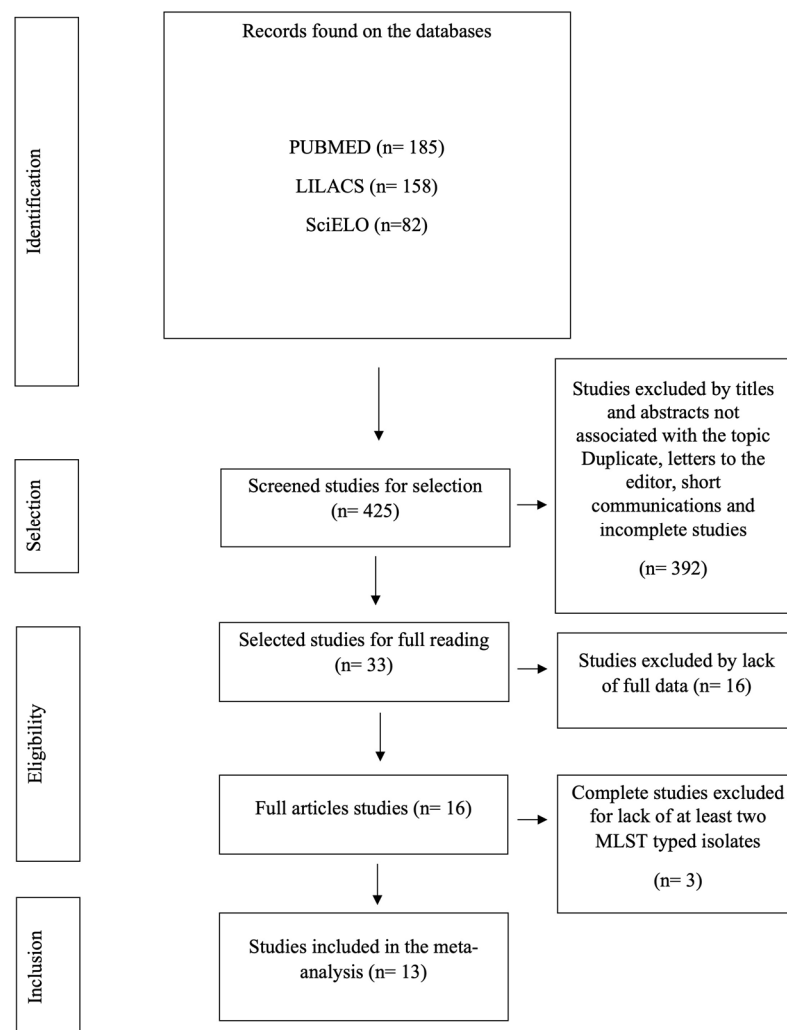 Identification
Records found on the databases
PUBMED (n= 185)
LILACS (n= 158)
SciELO (n=82)
Selection
Screened studies for selection
(n= 425)
Studies excluded by titles
and abstracts not
associated with the topic
Duplicate, letters to the
editor, short
communications and
incomplete studies
(n= 392)
Eligibility
Selected studies for full reading
(n= 33)
Studies excluded by lack
of full data (n= 16)
Full articles studies (n= 16)
Complete studies excluded
for lack of at least two
MLST typed isolates
(n= 3)
Inclusion
Studies included in the meta-
analysis (n= 13)